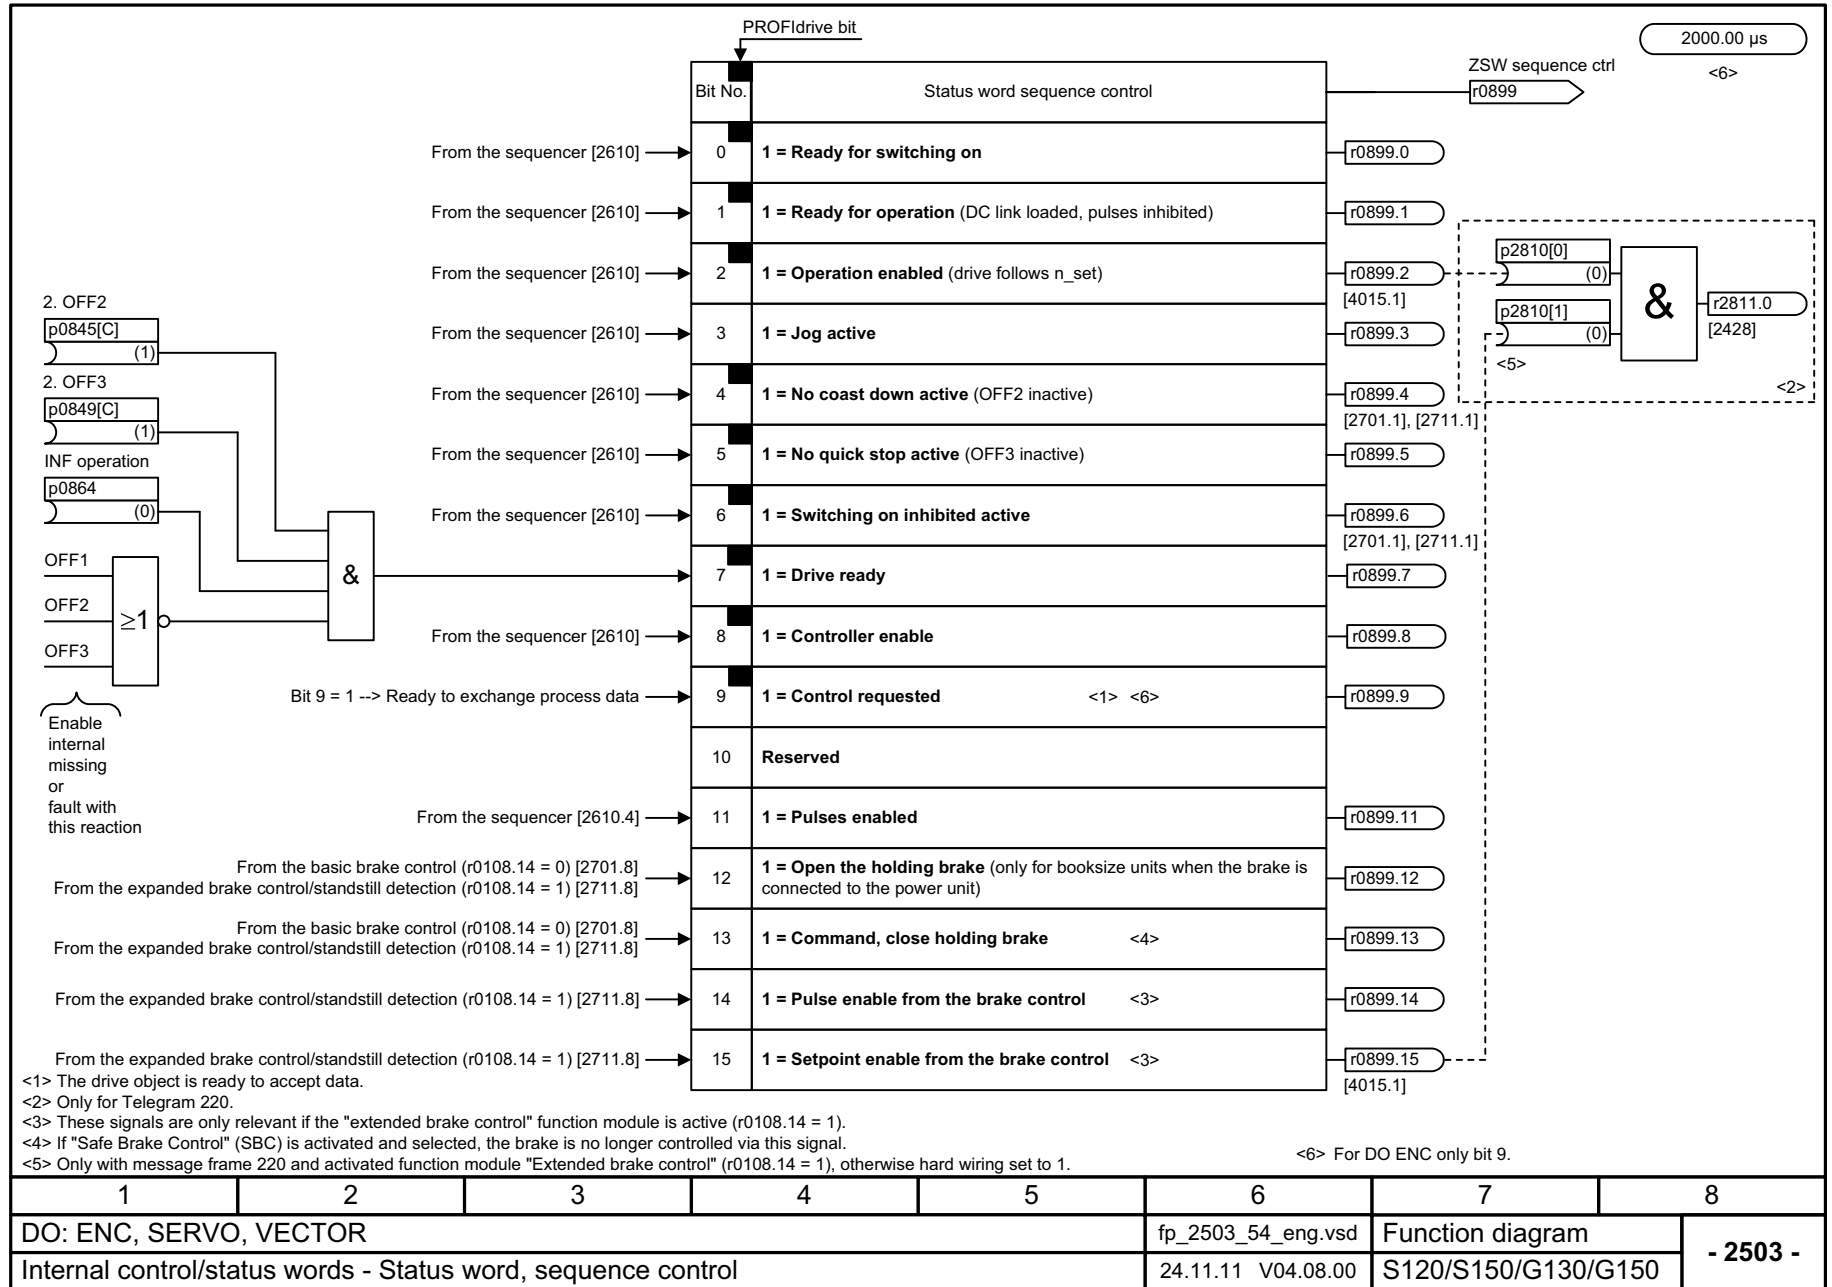 PROFIdrive bit
2000.00 µs
<6>
ZSW sequence ctrl
r0899
Bit No.
Status word sequence control
From the sequencer [2610]
0
1 = Ready for switching on
r0899.0
From the sequencer [2610]
1
1 = Ready for operation (DC link loaded, pulses inhibited)
r0899.1
From the sequencer [2610]
2
1 = Operation enabled (drive follows n_set)
r0899.2
[4015.1]
p2810[0]
(0)
p2810[1]
(0)
<5>
&
r2811.0
[2428]
<2>
2. OFF2
p0845[C]
(1)
From the sequencer [2610]
3
1 = Jog active
r0899.3
2. OFF3
p0849[C]
(1)
From the sequencer [2610]
4
1 = No coast down active (OFF2 inactive)
r0899.4
[2701.1], [2711.1]
From the sequencer [2610]
5
1 = No quick stop active (OFF3 inactive)
r0899.5
INF operation
p0864
(0)
From the sequencer [2610]
6
1 = Switching on inhibited active
r0899.6
[2701.1], [2711.1]
OFF1
OFF2
OFF3
≥1
&
7
1 = Drive ready
r0899.7
From the sequencer [2610]
8
1 = Controller enable
r0899.8
Bit 9 = 1 --> Ready to exchange process data
9
1 = Control requested <1> <6>
r0899.9
Enable
internal
missing
or
fault with
this reaction
10
Reserved
From the sequencer [2610.4]
11
1 = Pulses enabled
r0899.11
From the basic brake control (r0108.14 = 0) [2701.8]
From the expanded brake control/standstill detection (r0108.14 = 1) [2711.8]
12
1 = Open the holding brake (only for booksize units when the brake is
connected to the power unit)
r0899.12
From the basic brake control (r0108.14 = 0) [2701.8]
From the expanded brake control/standstill detection (r0108.14 = 1) [2711.8]
13
1 = Command, close holding brake <4>
r0899.13
From the expanded brake control/standstill detection (r0108.14 = 1) [2711.8]
14
1 = Pulse enable from the brake control <3>
r0899.14
From the expanded brake control/standstill detection (r0108.14 = 1) [2711.8]
15
1 = Setpoint enable from the brake control <3>
r0899.15
[4015.1]
<1> The drive object is ready to accept data.
<2> Only for Telegram 220.
<3> These signals are only relevant if the "extended brake control" function module is active (r0108.14 = 1).
<4> If "Safe Brake Control" (SBC) is activated and selected, the brake is no longer controlled via this signal.
<5> Only with message frame 220 and activated function module "Extended brake control" (r0108.14 = 1), otherwise hard wiring set to 1.
<6> For DO ENC only bit 9.
1 2 3 4 5 6 7 8
DO: ENC, SERVO, VECTOR
fp_2503_54_eng.vsd
Function diagram
- 2503 -
Internal control/status words - Status word, sequence control
24.11.11 V04.08.00
S120/S150/G130/G150